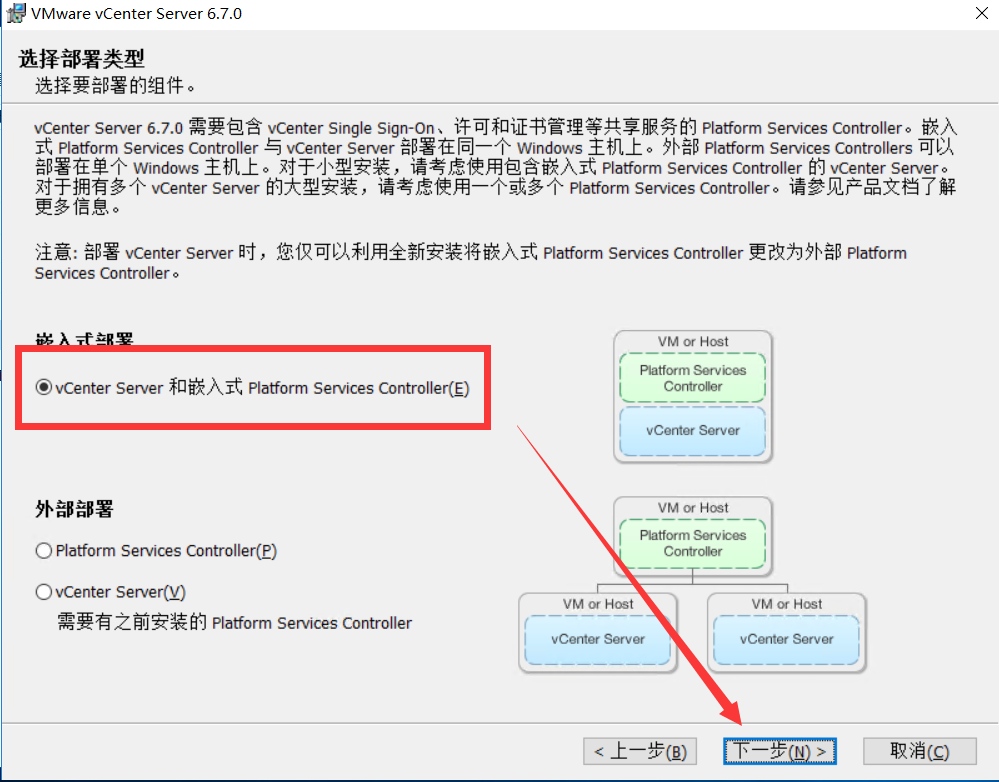 VMware vCenter Server 6.7.0
选择部署类型
选择要部署的组件。
vCenter Server 6.7.0 需要包含 vCenter Single Sign-On、许可和证书管理等共享服务的 Platform Services Controller。嵌入
式 Platform Services Controller 与 vCenter Server 部署在同一个 Windows 主机上。外部 Platform Services Controllers 可以
部署在单个 Windows 主机上。对于小型安装，请考虑使用包含嵌入式 Platform Services Controller 的 vCenter Server。
对于拥有多个 vCenter Server 的大型安装，请考虑使用一个或多个 Platform Services Controller。请参见产品文档了解
更多信息。
注意: 部署 vCenter Server 时，您仅可以利用全新安装将嵌入式 Platform Services Controller 更改为外部 Platform
Services Controller。
嵌入式部署
vCenter Server 和嵌入式 Platform Services Controller(E)
VM or Host
Platform Services
Controller
vCenter Server
外部部署
Platform Services Controller(P)
vCenter Server(V)
需要有之前安装的 Platform Services Controller
VM or Host
Platform Services
Controller
VM or Host
vCenter Server
VM or Host
vCenter Server
< 上一步(B)
下一步(N) >
取消(C)